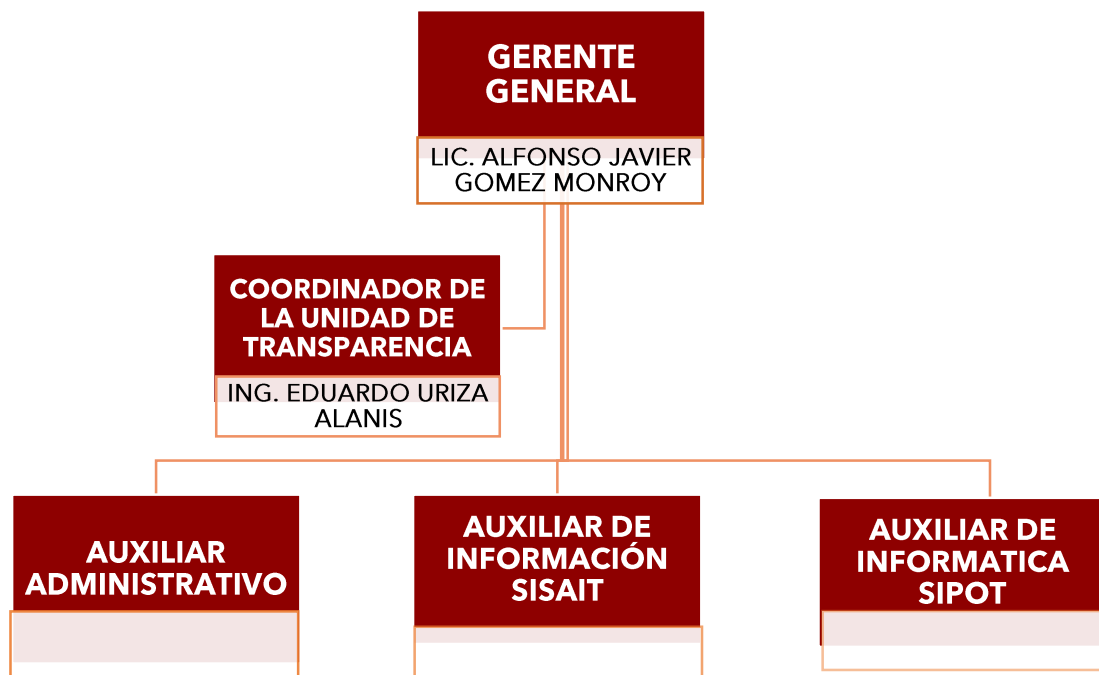 GERENTE
GENERAL
LIC. ALFONSO JAVIER
GOMEZ MONROY
COORDINADOR DE
LA UNIDAD DE
TRANSPARENCIA
ING. EDUARDO URIZA
ALANIS
AUXILIAR
ADMINISTRATIVO
AUXILIAR DE
INFORMACIÓN
SISAIT
AUXILIAR DE
INFORMATICA
SIPOT